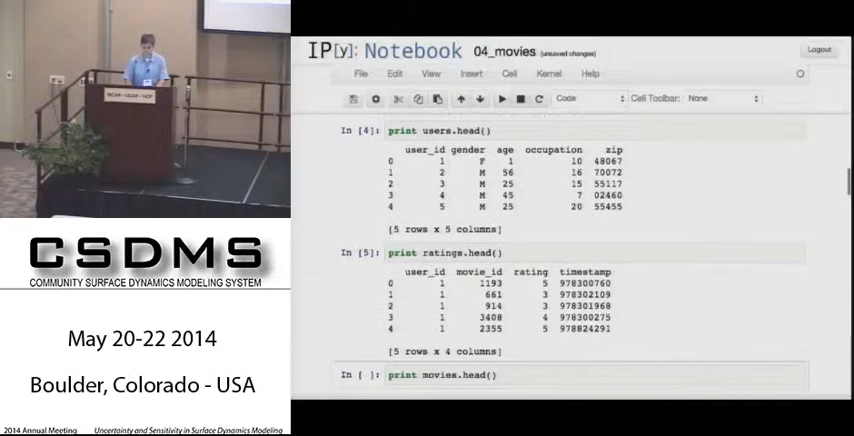 NCAR - UCAR - UCP
CSDMS
COMMUNITY SURFACE DYNAMICS MODELING SYSTEM
May 20-22 2014
Boulder, Colorado - USA
2014 Annual Meeting Uncertainty and Sensitivity in Surface Dynamics Modeling
IP[y]: Notebook 04_movies (unsaved changes) Logout
File Edit View Insert Cell Kernel Help
Code Cell Toolbar: None
In [4]: print users.head()
user_id gender age occupation zip
0 1 F 1 10 48067
1 2 M 56 16 70072
2 3 M 25 15 55117
3 4 M 45 7 02460
4 5 M 25 20 55455
[5 rows x 5 columns]
In [5]: print ratings.head()
user_id movie_id rating timestamp
0 1 1193 5 978300760
1 1 661 3 978302109
2 1 914 3 978301968
3 1 3408 4 978300275
4 1 2355 5 978824291
[5 rows x 4 columns]
In [ ]: print movies.head()